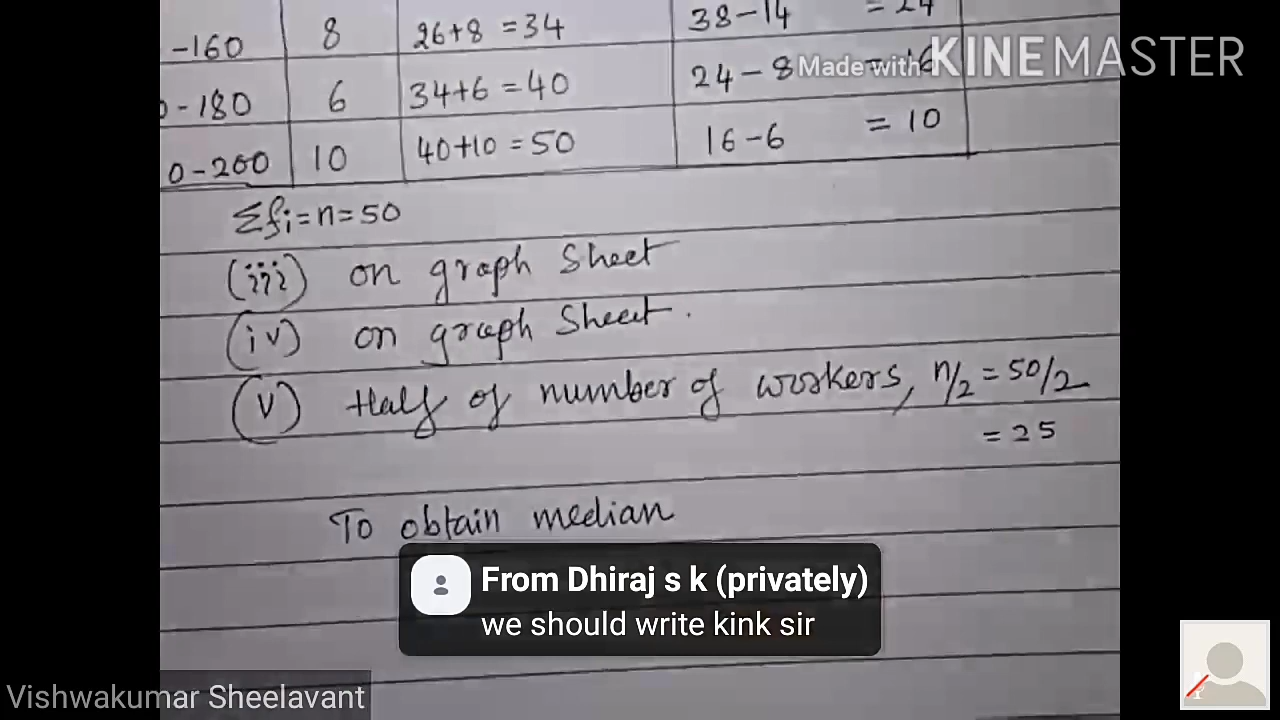 -160 8 26+8 =34 38-14 = 24
Made with KINEMASTER
0-180 6 34+6 =40 24-8 = 16
0-200 10 40+10 =50 16-6 = 10
Σfi=n=50
(iii) on graph Sheet
(iv) on graph Sheet.
(v) Half of number of workers, n/2 = 50/2
= 25
To obtain median
From Dhiraj s k (privately)
we should write kink sir
Vishwakumar Sheelavant